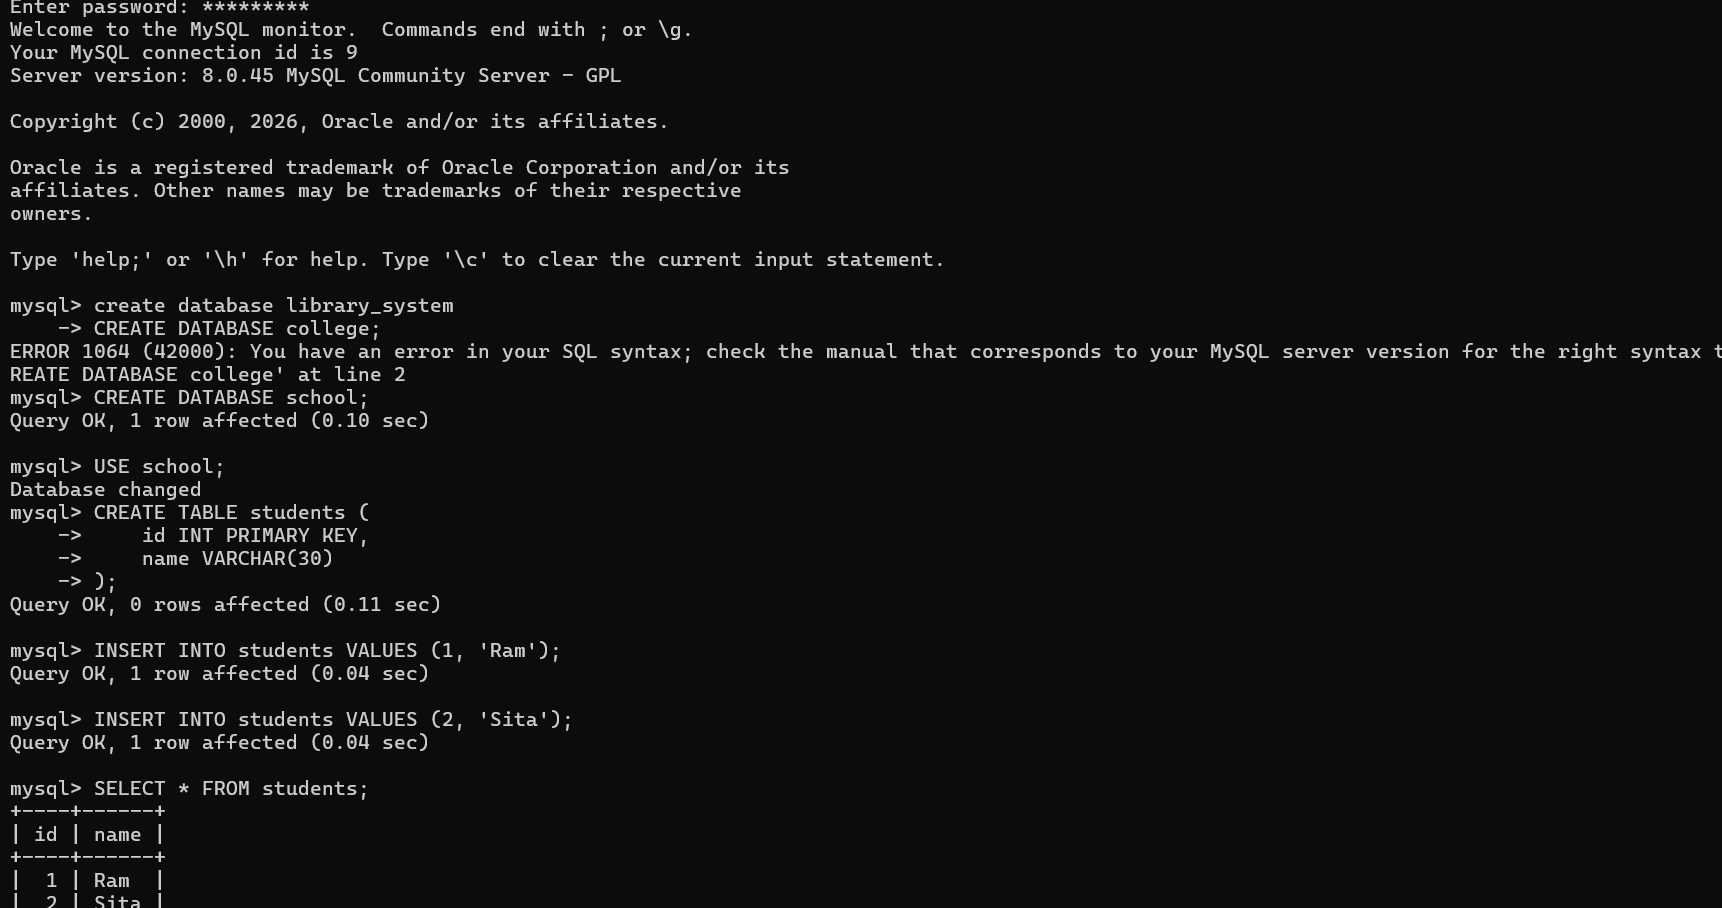 Enter password: *********
Welcome to the MySQL monitor.  Commands end with ; or \g.
Your MySQL connection id is 9
Server version: 8.0.45 MySQL Community Server - GPL

Copyright (c) 2000, 2026, Oracle and/or its affiliates.

Oracle is a registered trademark of Oracle Corporation and/or its
affiliates. Other names may be trademarks of their respective
owners.

Type 'help;' or '\h' for help. Type '\c' to clear the current input statement.

mysql> create database library_system
    -> CREATE DATABASE college;
ERROR 1064 (42000): You have an error in your SQL syntax; check the manual that corresponds to your MySQL server version for the right syntax
REATE DATABASE college' at line 2
mysql> CREATE DATABASE school;
Query OK, 1 row affected (0.10 sec)

mysql> USE school;
Database changed
mysql> CREATE TABLE students (
    ->     id INT PRIMARY KEY,
    ->     name VARCHAR(30)
    -> );
Query OK, 0 rows affected (0.11 sec)

mysql> INSERT INTO students VALUES (1, 'Ram');
Query OK, 1 row affected (0.04 sec)

mysql> INSERT INTO students VALUES (2, 'Sita');
Query OK, 1 row affected (0.04 sec)

mysql> SELECT * FROM students;
+----+------+
| id | name |
+----+------+
|  1 | Ram  |
|  2 | Sita |